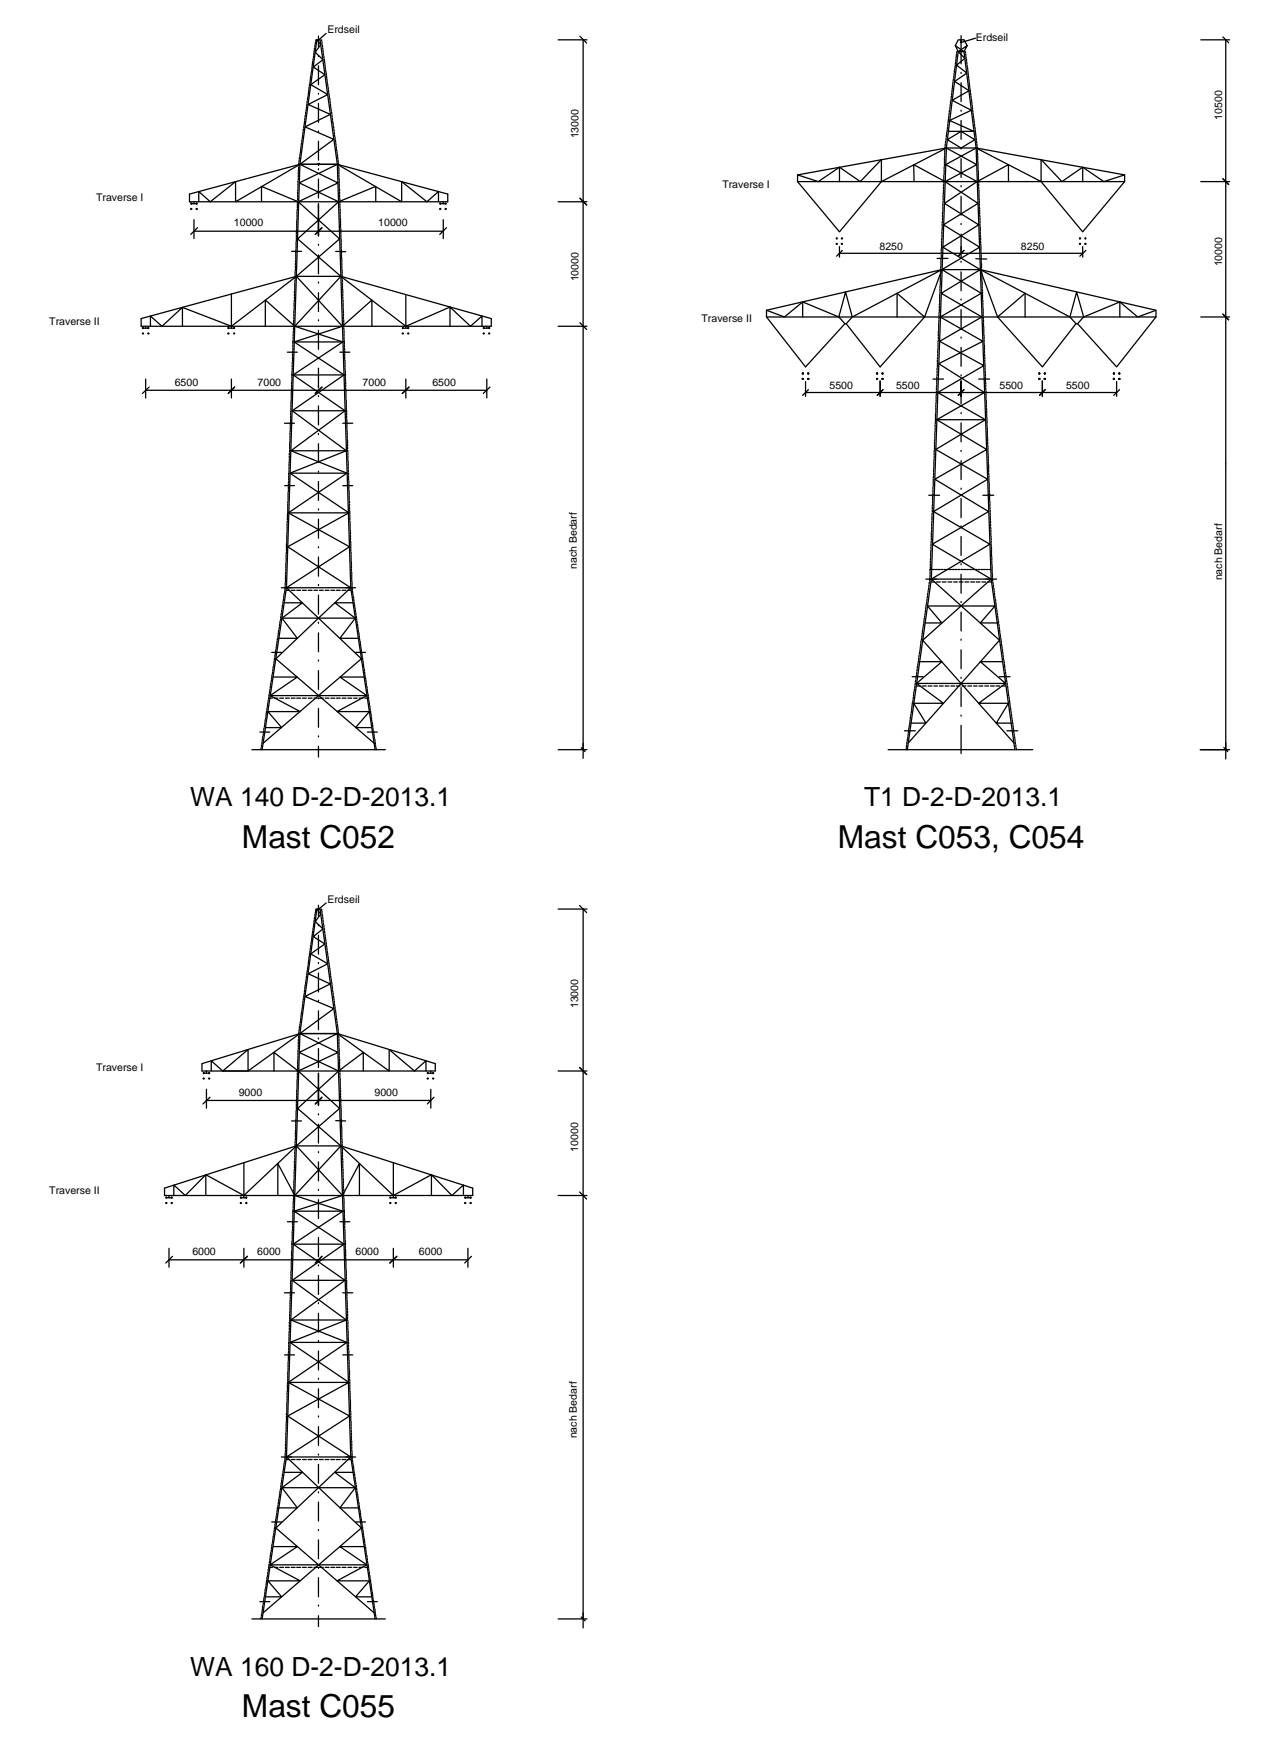 Erdseil
13000
Traverse I
10000 10000
10000
Traverse II
6500 7000 7000 6500
nach Bedarf
WA 140 D-2-D-2013.1
Mast C052
Erdseil
10500
Traverse I
8250 8250
10000
Traverse II
5500 5500 5500 5500
nach Bedarf
T1 D-2-D-2013.1
Mast C053, C054
Erdseil
13000
Traverse I
9000 9000
10000
Traverse II
6000 6000 6000 6000
nach Bedarf
WA 160 D-2-D-2013.1
Mast C055